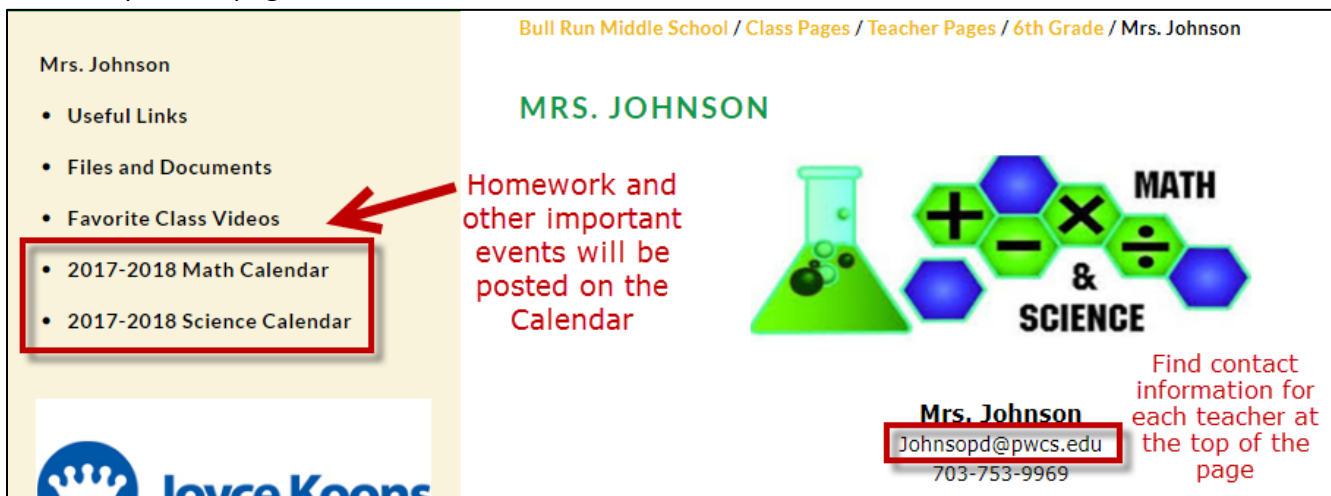 Bull Run Middle School / Class Pages / Teacher Pages / 6th Grade / Mrs. Johnson
Mrs. Johnson
• Useful Links
• Files and Documents
• Favorite Class Videos
• 2017-2018 Math Calendar
• 2017-2018 Science Calendar
MRS. JOHNSON
Homework and
other important
events will be
posted on the
Calendar
MATH
&
SCIENCE
Mrs. Johnson
Johnsopd@pwcs.edu
703-753-9969
Find contact
information for
each teacher at
the top of the
page
Joyce Koons